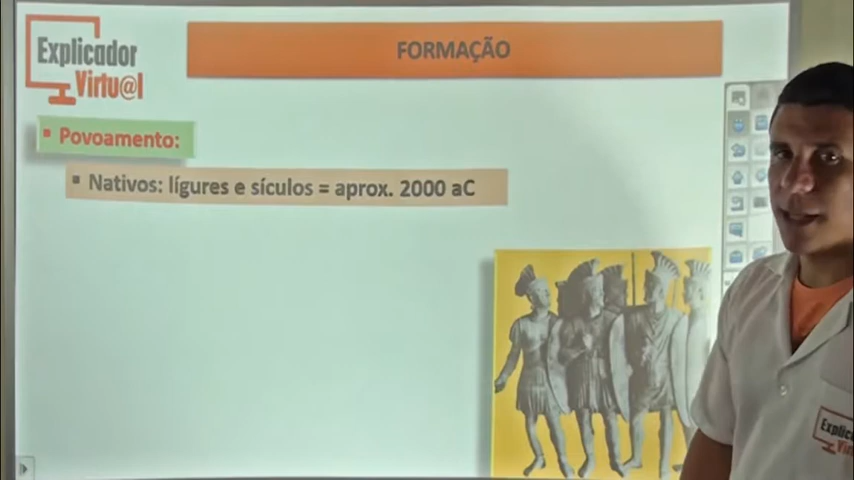 Explicador
Virtu@l
FORMAÇÃO
▪ Povoamento:
▪ Nativos: lígures e sículos = aprox. 2000 aC